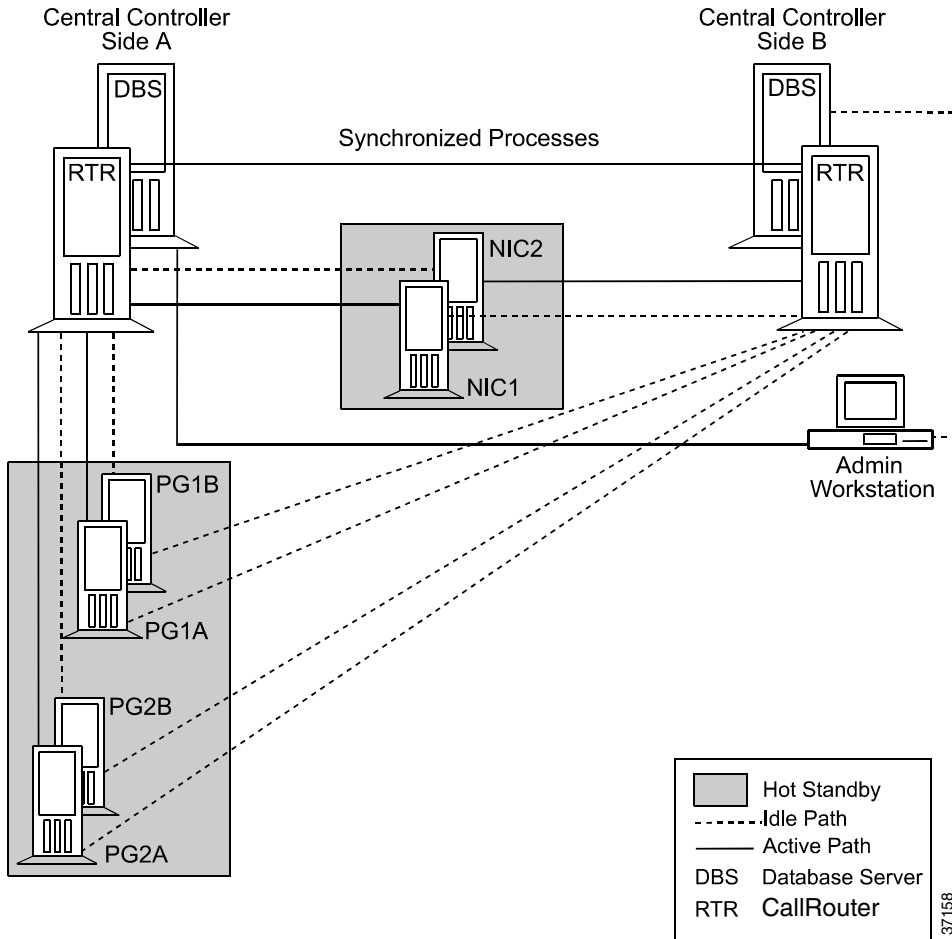 Central Controller
Side A
Central Controller
Side B
DBS
DBS
Synchronized Processes
RTR
RTR
NIC2
NIC1
Admin
Workstation
PG1B
PG1A
PG2B
PG2A
Hot Standby
Idle Path
Active Path
DBS Database Server
RTR CallRouter
37158